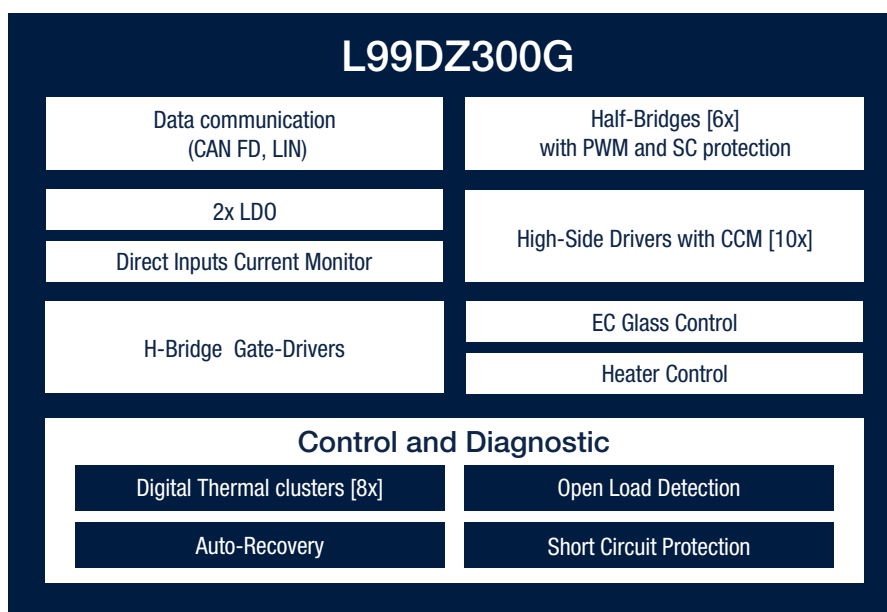 L99DZ300G
Data communication
(CAN FD, LIN)
Half-Bridges [6x]
with PWM and SC protection
2x LDO
Direct Inputs Current Monitor
High-Side Drivers with CCM [10x]
H-Bridge Gate-Drivers
EC Glass Control
Heater Control
Control and Diagnostic
Digital Thermal clusters [8x]
Open Load Detection
Auto-Recovery
Short Circuit Protection